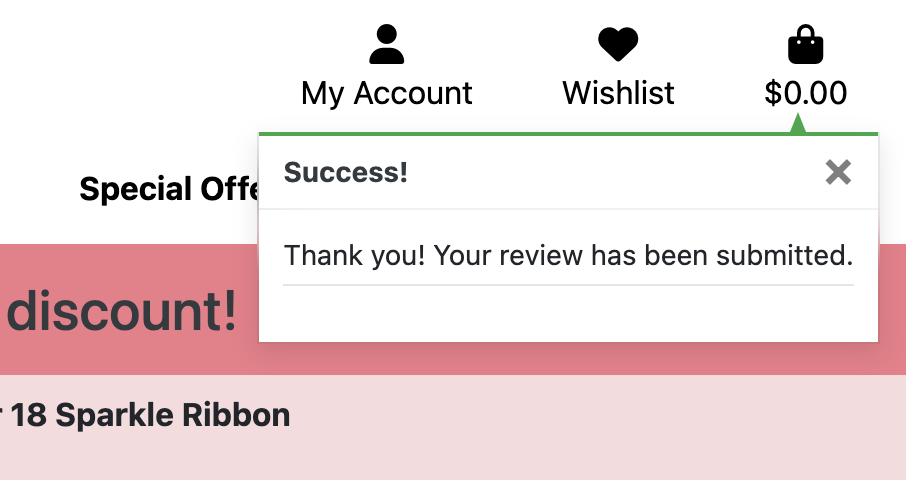 My Account
Wishlist
$0.00
Success!
Special Offe
Thank you! Your review has been submitted.
discount!
18 Sparkle Ribbon